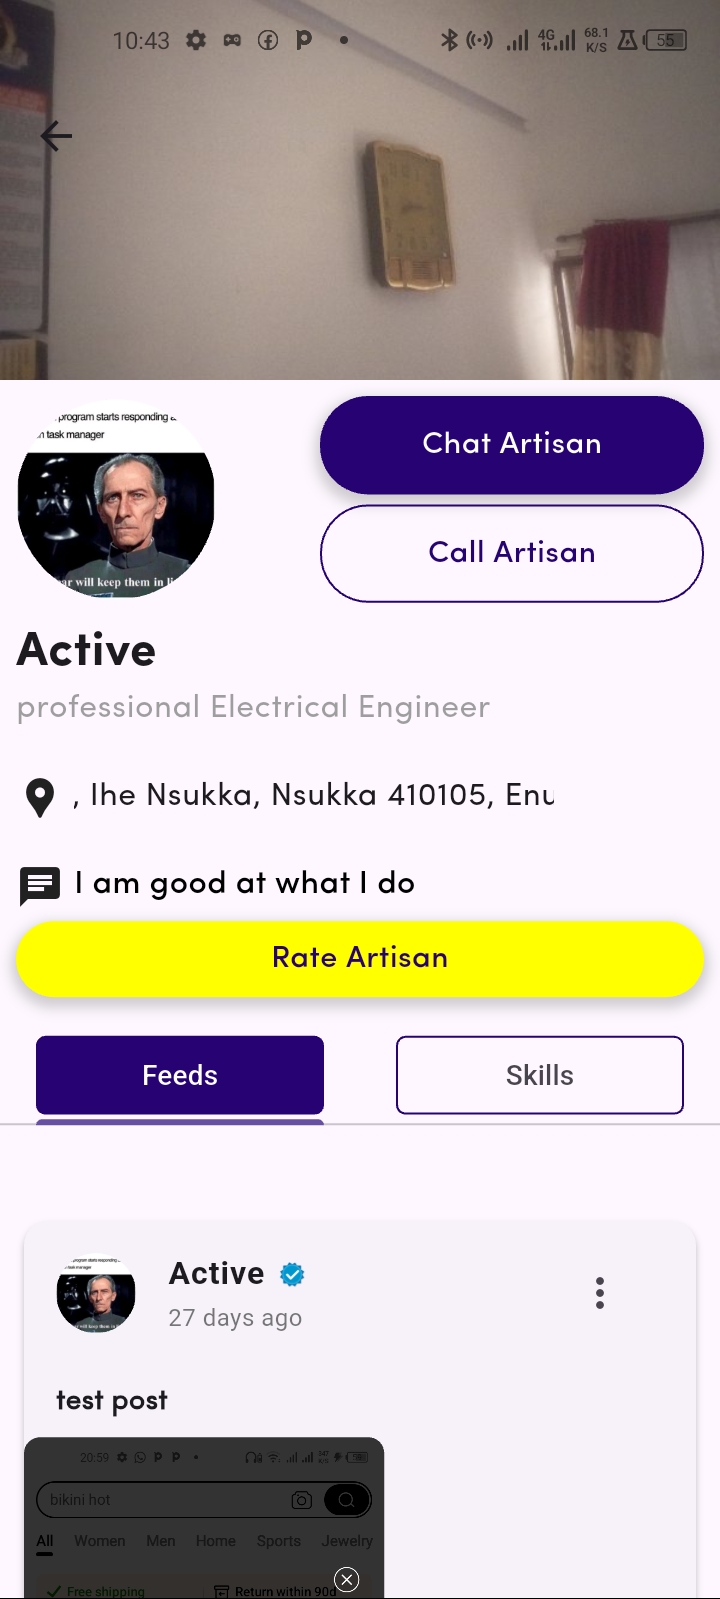 10:43
4G
68.1
K/S
55
program starts responding
task manager
will keep them in
Chat Artisan
Call Artisan
Active
professional Electrical Engineer
, Ihe Nsukka, Nsukka 410105, Enu
I am good at what I do
Rate Artisan
Feeds
Skills
Active
27 days ago
test post
20:59
bikini hot
All Women Men Home Sports Jewelry
Free shipping
Return within 90d